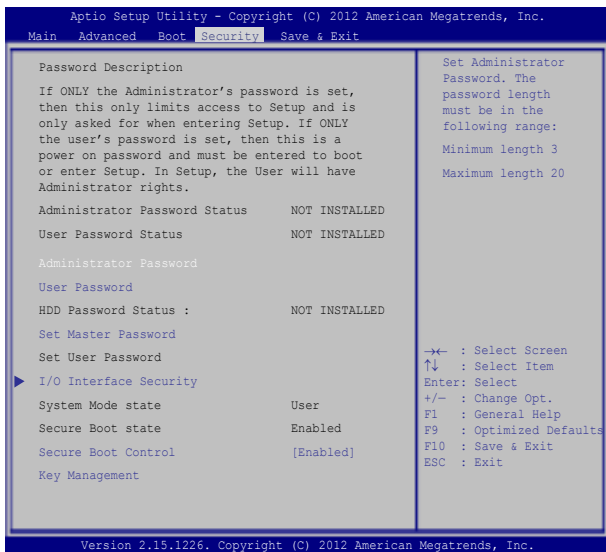 Aptio Setup Utility - Copyright (C) 2012 American Megatrends, Inc.
Main Advanced Boot Security Save & Exit
Password Description
If ONLY the Administrator's password is set,
then this only limits access to Setup and is
only asked for when entering Setup. If ONLY
the user's password is set, then this is a
power on password and must be entered to boot
or enter Setup. In Setup, the User will have
Administrator rights.
Administrator Password Status NOT INSTALLED
User Password Status NOT INSTALLED
Administrator Password
User Password
HDD Password Status : NOT INSTALLED
Set Master Password
Set User Password
I/O Interface Security
System Mode state User
Secure Boot state Enabled
Secure Boot Control [Enabled]
Key Management
Set Administrator
Password. The
password length
must be in the
following range:
Minimum length 3
Maximum length 20
→← : Select Screen
↑↓ : Select Item
Enter: Select
+/— : Change Opt.
F1 : General Help
F9 : Optimized Defaults
F10 : Save & Exit
ESC : Exit
Version 2.15.1226. Copyright (C) 2012 American Megatrends, Inc.